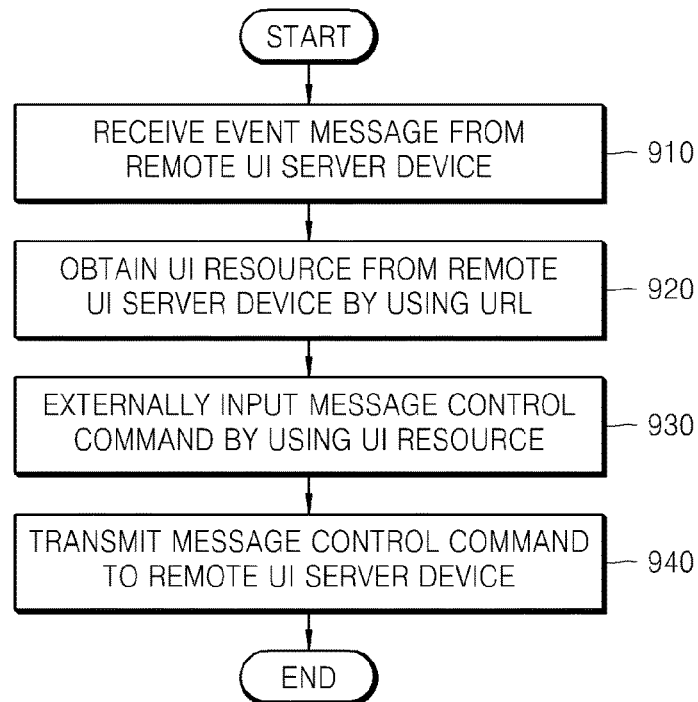 START
RECEIVE EVENT MESSAGE FROM
REMOTE UI SERVER DEVICE
910
OBTAIN UI RESOURCE FROM REMOTE
UI SERVER DEVICE BY USING URL
920
EXTERNALLY INPUT MESSAGE CONTROL
COMMAND BY USING UI RESOURCE
930
TRANSMIT MESSAGE CONTROL COMMAND
TO REMOTE UI SERVER DEVICE
940
END